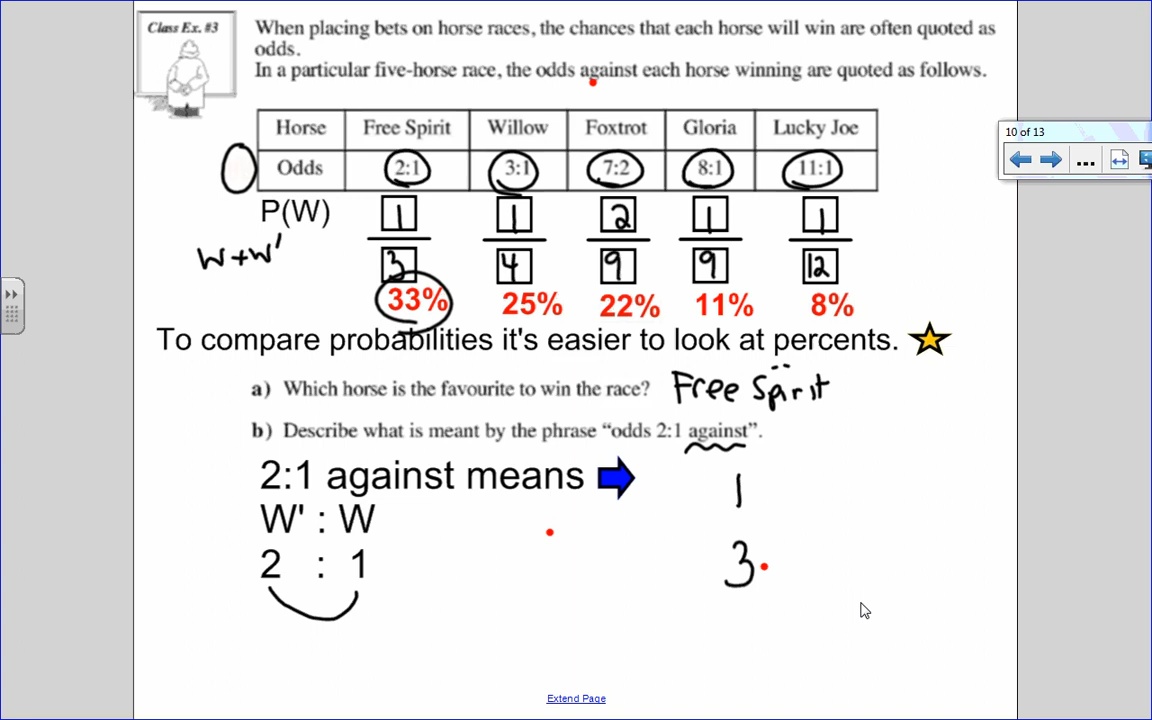 Class Ex. #3
When placing bets on horse races, the chances that each horse will win are often quoted as
odds.
In a particular five-horse race, the odds against each horse winning are quoted as follows.
10 of 13
Horse Free Spirit Willow Foxtrot Gloria Lucky Joe
Odds 2:1 3:1 7:2 8:1 11:1
P(W) 1 1 2 1 1
W+W' 3 4 9 9 12
33% 25% 22% 11% 8%
To compare probabilities it's easier to look at percents.
a) Which horse is the favourite to win the race? Free Spirit
b) Describe what is meant by the phrase “odds 2:1 against”.
2:1 against means 1
W' : W
2 : 1 3
Extend Page